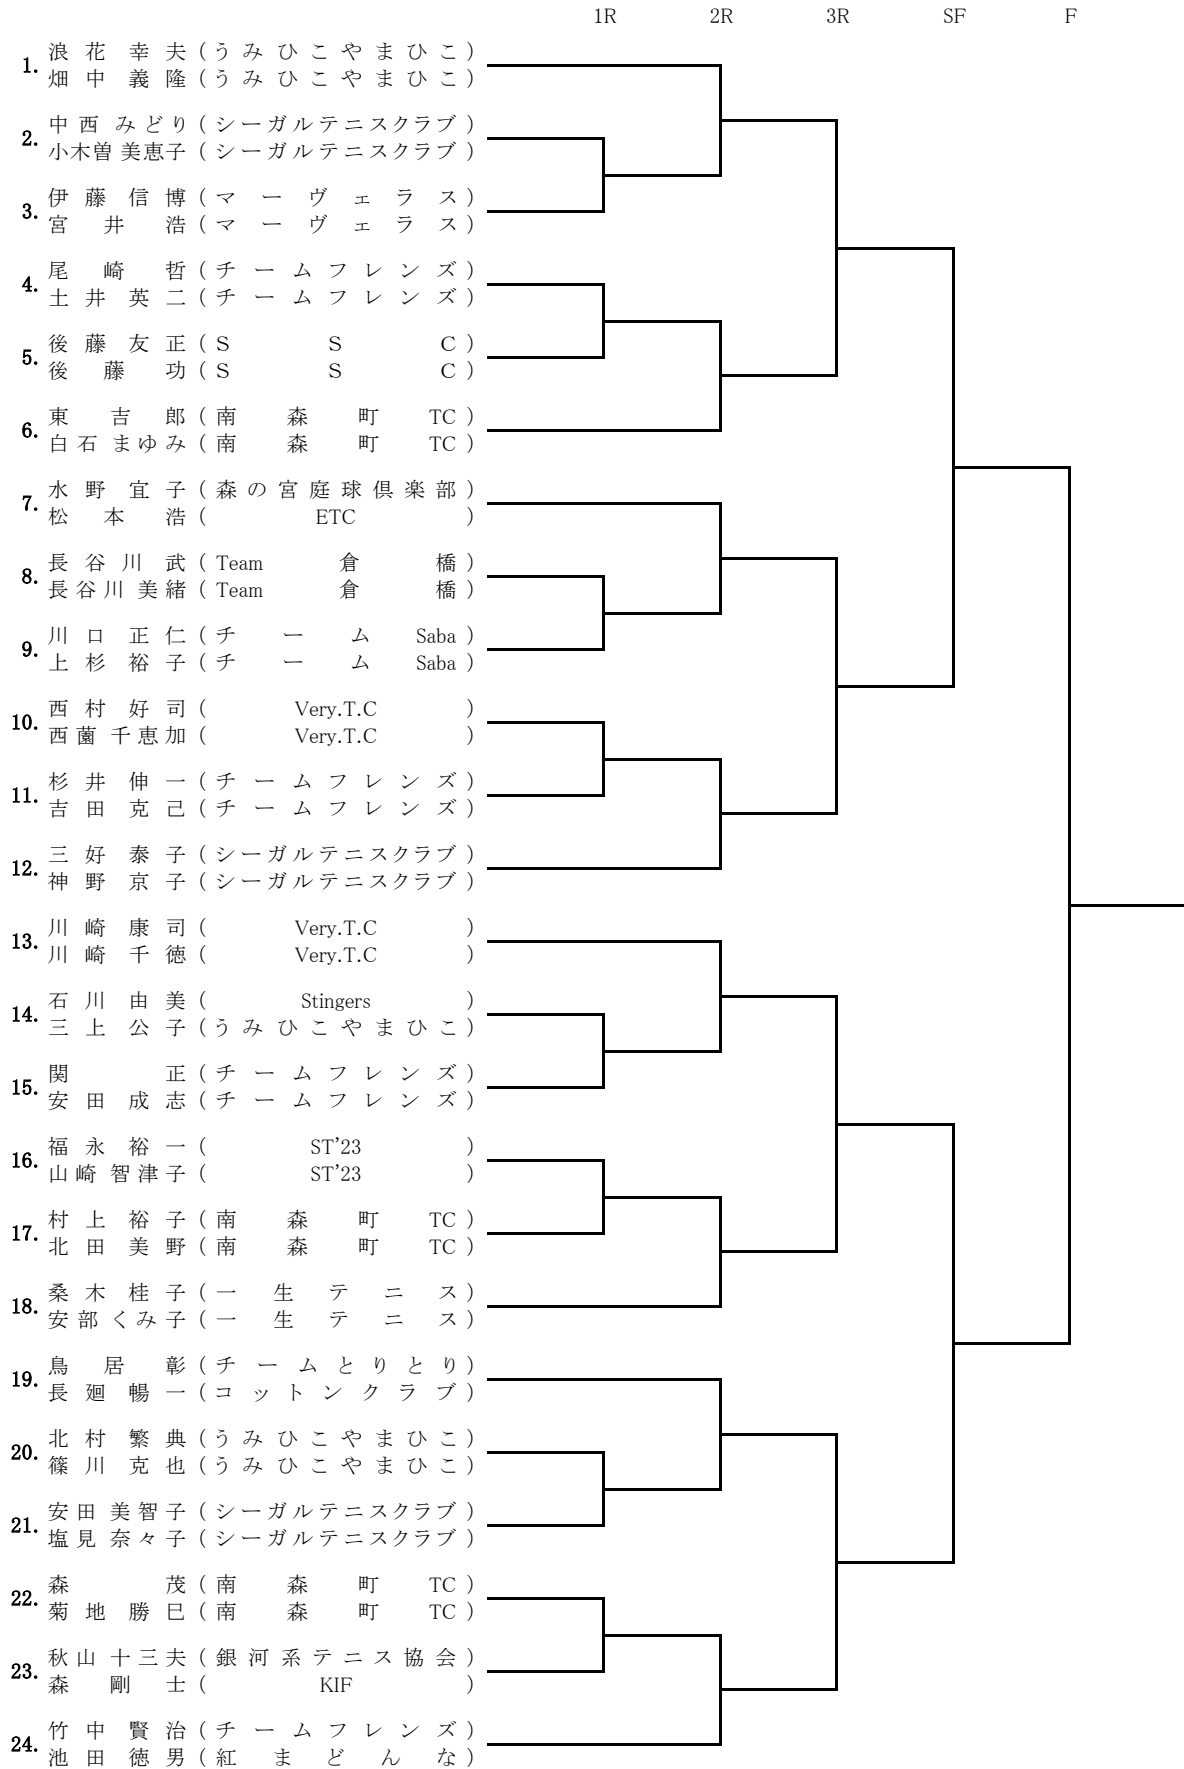 1R 2R 3R SF F
浪花 幸夫 (うみひこやまひこ)
1.
畑中 義隆 (うみひこやまひこ)
中西 みどり (シーガルテニスクラブ)
2.
小木曽 美恵子 (シーガルテニスクラブ)
伊藤 信博 (マーヴェラス)
3.
宮井 浩 (マーヴェラス)
尾崎 哲 (チームフレンズ)
4.
土井 英二 (チームフレンズ)
後藤 友正 (SSC)
5.
後藤 功 (SSC)
東 吉郎 (南森町TC)
6.
白石 まゆみ (南森町TC)
水野 宜子 (森の宮庭球倶楽部)
7.
松本 浩 (ETC)
長谷川 武 (Team倉橋)
8.
長谷川 美緒 (Team倉橋)
川口 正仁 (チームSaba)
9.
上杉 裕子 (チームSaba)
西村 好司 (Very.T.C)
10.
西薗 千恵加 (Very.T.C)
杉井 伸一 (チームフレンズ)
11.
吉田 克己 (チームフレンズ)
三好 泰子 (シーガルテニスクラブ)
12.
神野 京子 (シーガルテニスクラブ)
川崎 康司 (Very.T.C)
13.
川崎 千徳 (Very.T.C)
石川 由美 (Stingers)
14.
三上 公子 (うみひこやまひこ)
関 正 (チームフレンズ)
15.
安田 成志 (チームフレンズ)
福永 裕一 (ST’23)
16.
山崎 智津子 (ST’23)
村上 裕子 (南森町TC)
17.
北田 美野 (南森町TC)
桑木 桂子 (一生テニス)
18.
安部 くみ子 (一生テニス)
鳥居 彰 (チームとりとり)
19.
長廻 暢一 (コットンクラブ)
北村 繁典 (うみひこやまひこ)
20.
篠川 克也 (うみひこやまひこ)
安田 美智子 (シーガルテニスクラブ)
21.
塩見 奈々子 (シーガルテニスクラブ)
森 茂 (南森町TC)
22.
菊地 勝巳 (南森町TC)
秋山 十三夫 (銀河系テニス協会)
23.
森 剛士 (KIF)
竹中 賢治 (チームフレンズ)
24.
池田 徳男 (紅まどんな)